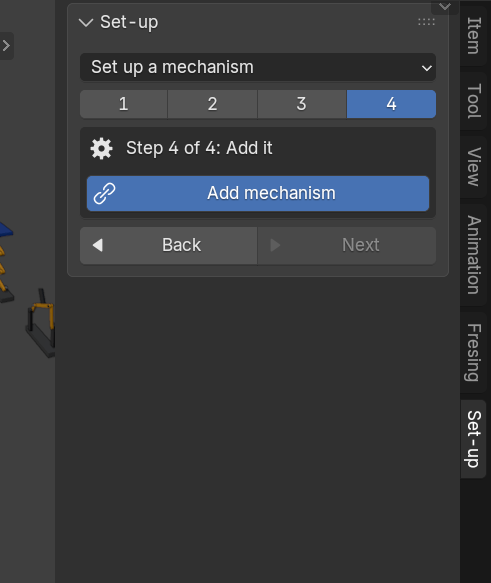 Set-up
Set up a mechanism
1 2 3 4
Step 4 of 4: Add it
Add mechanism
Back Next
Item
Tool
View
Animation
Fresing
Set-up